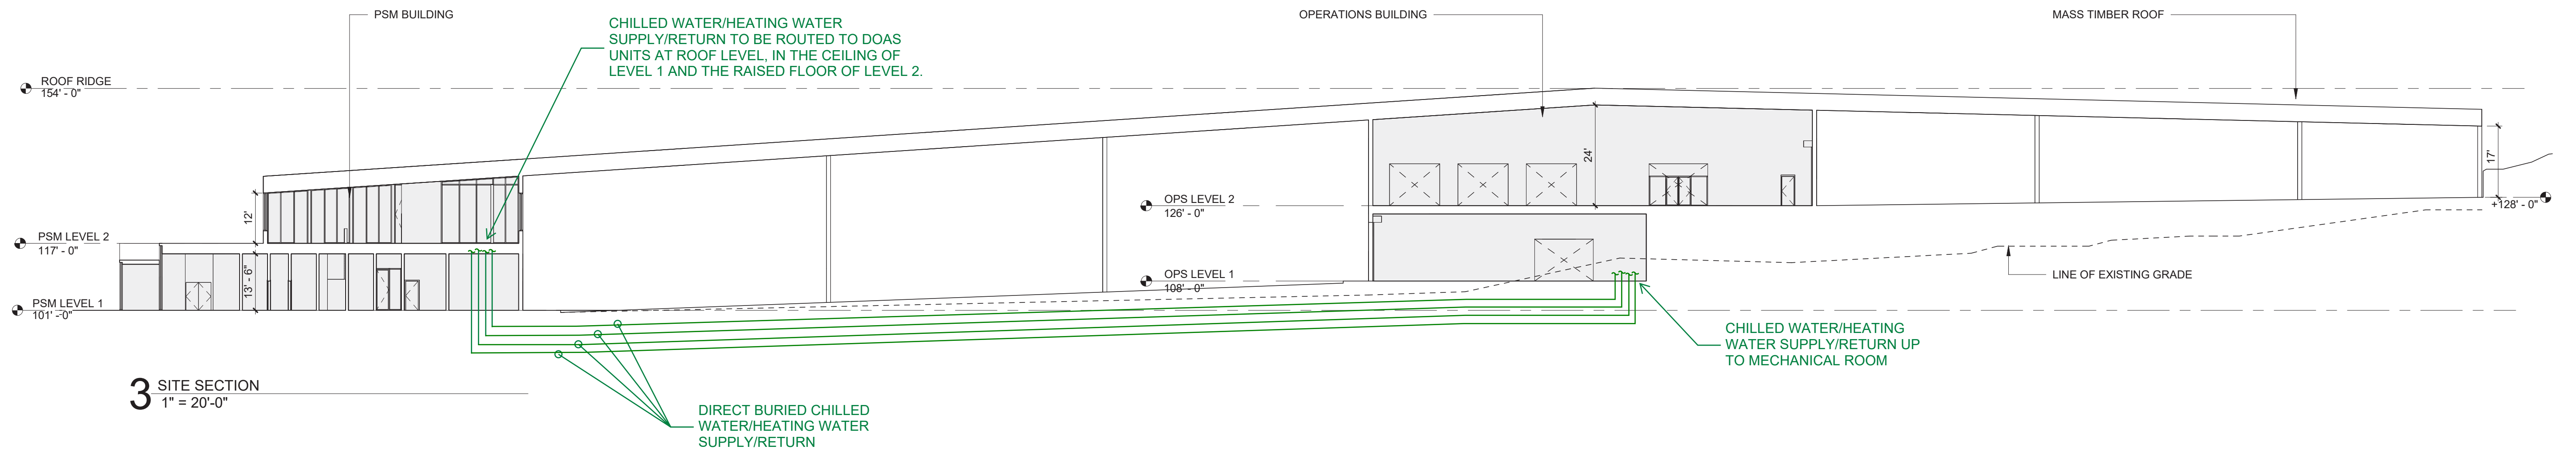 PSM BUILDING
CHILLED WATER/HEATING WATER
SUPPLY/RETURN TO BE ROUTED TO DOAS
UNITS AT ROOF LEVEL, IN THE CEILING OF
LEVEL 1 AND THE RAISED FLOOR OF LEVEL 2.
OPERATIONS BUILDING
MASS TIMBER ROOF
ROOF RIDGE
154' - 0"
24'
17'
12'
OPS LEVEL 2
126' - 0"
+128' - 0"
PSM LEVEL 2
117' - 0"
13' - 6"
OPS LEVEL 1
108' - 0"
LINE OF EXISTING GRADE
PSM LEVEL 1
101' - 0"
CHILLED WATER/HEATING
WATER SUPPLY/RETURN UP
TO MECHANICAL ROOM
3 SITE SECTION
1" = 20'-0"
DIRECT BURIED CHILLED
WATER/HEATING WATER
SUPPLY/RETURN